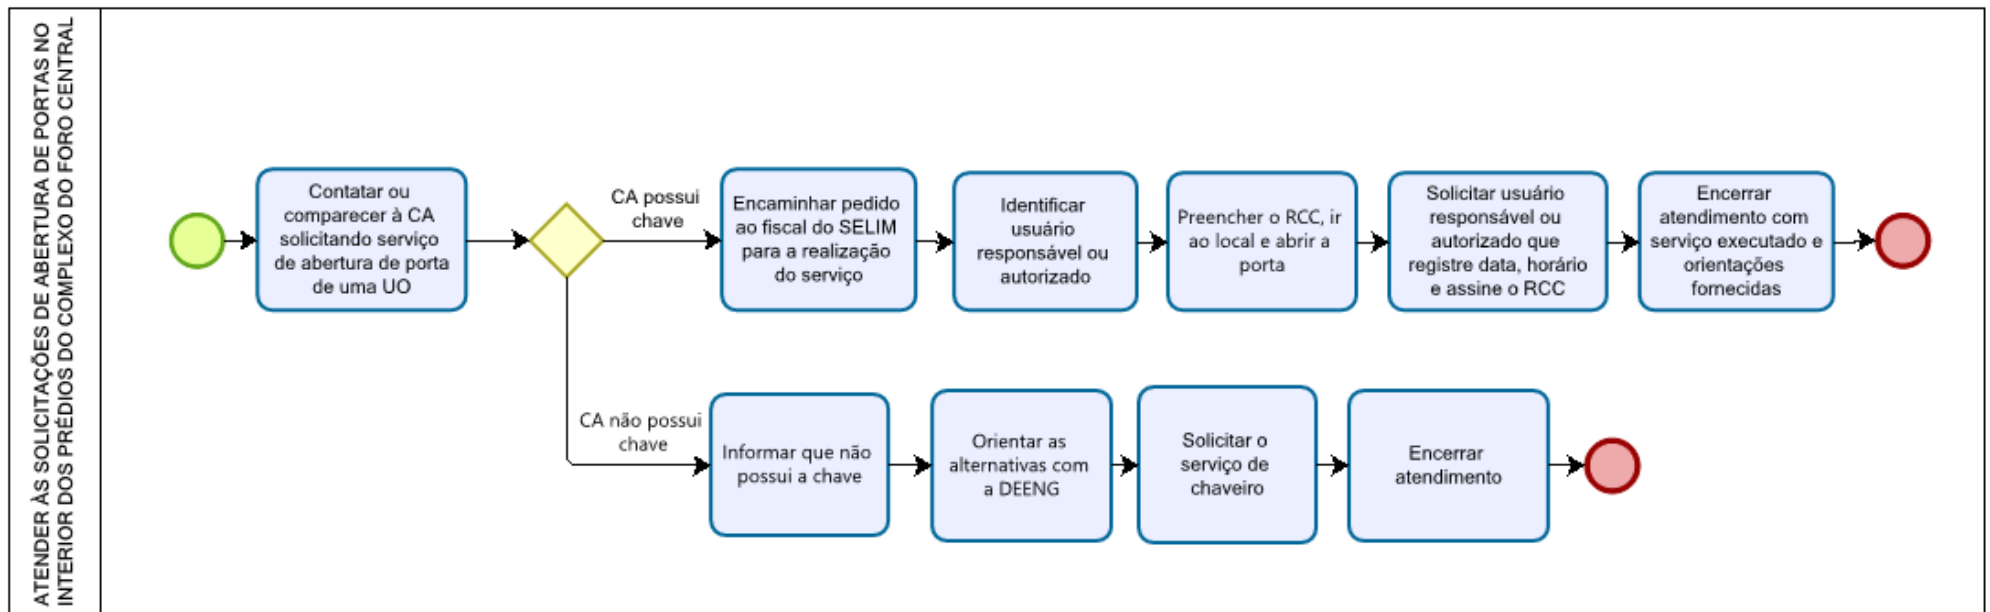 ATENDER ÀS SOLICITAÇÕES DE ABERTURA DE PORTAS NO
INTERIOR DOS PRÉDIOS DO COMPLEXO DO FORO CENTRAL
Contatar ou
comparecer à CA
solicitando serviço
de abertura de porta
de uma UO
CA possui
chave
Encaminhar pedido
ao fiscal do SELIM
para a realização
do serviço
Identificar
usuário
responsável ou
autorizado
Preencher o RCC, ir
ao local e abrir a
porta
Solicitar usuário
responsável ou
autorizado que
registre data, horário
e assine o RCC
Encerrar
atendimento com
serviço executado e
orientações
fornecidas
CA não possui
chave
Informar que não
possui a chave
Orientar as
alternativas com
a DEENG
Solicitar o
serviço de
chaveiro
Encerrar
atendimento